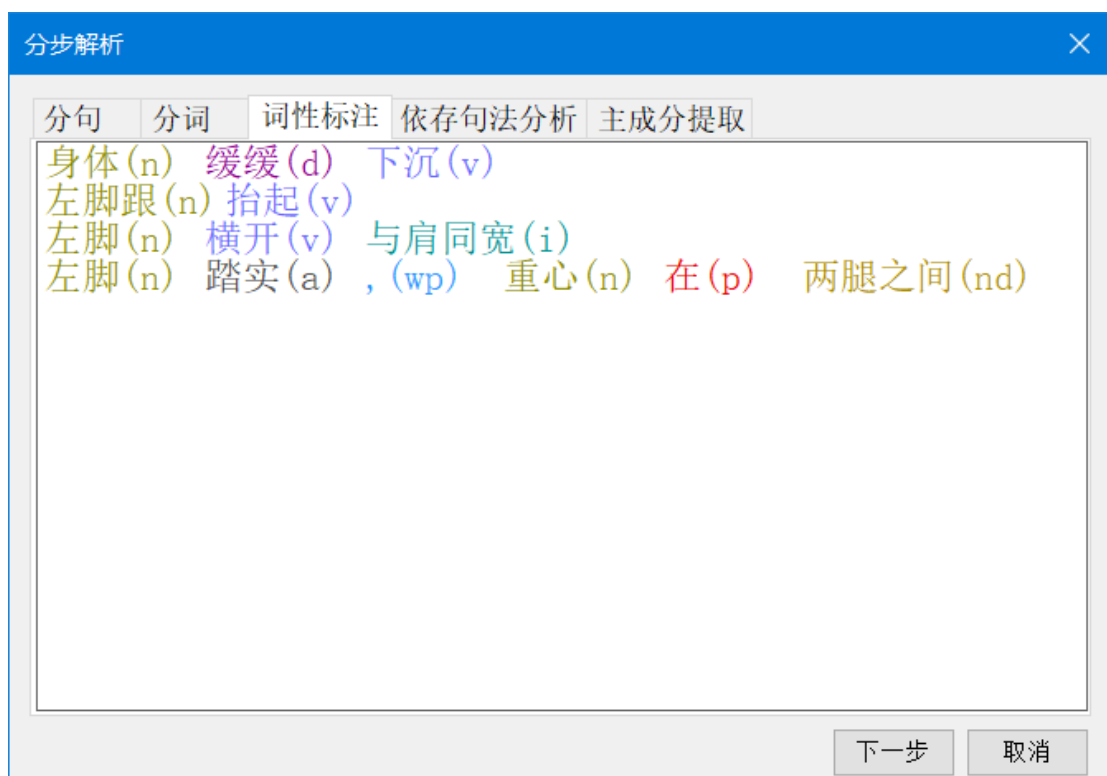 分步解析
分句 分词 词性标注 依存句法分析 主成分提取
身体(n) 缓缓(d) 下沉(v)
左脚跟(n) 抬起(v)
左脚(n) 横开(v) 与肩同宽(i)
左脚(n) 踏实(a) ,(wp) 重心(n) 在(p) 两腿之间(nd)
下一步 取消